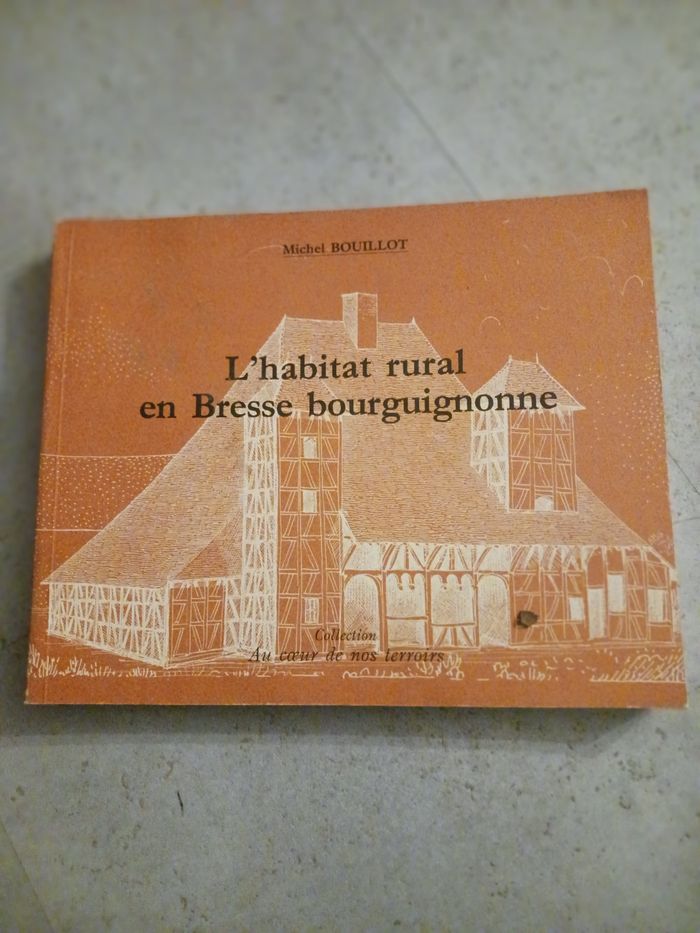 Michel BOUILLOT
L'habitat rural
en Bresse bourguignonne
Collection
Au cœur de nos terroirs